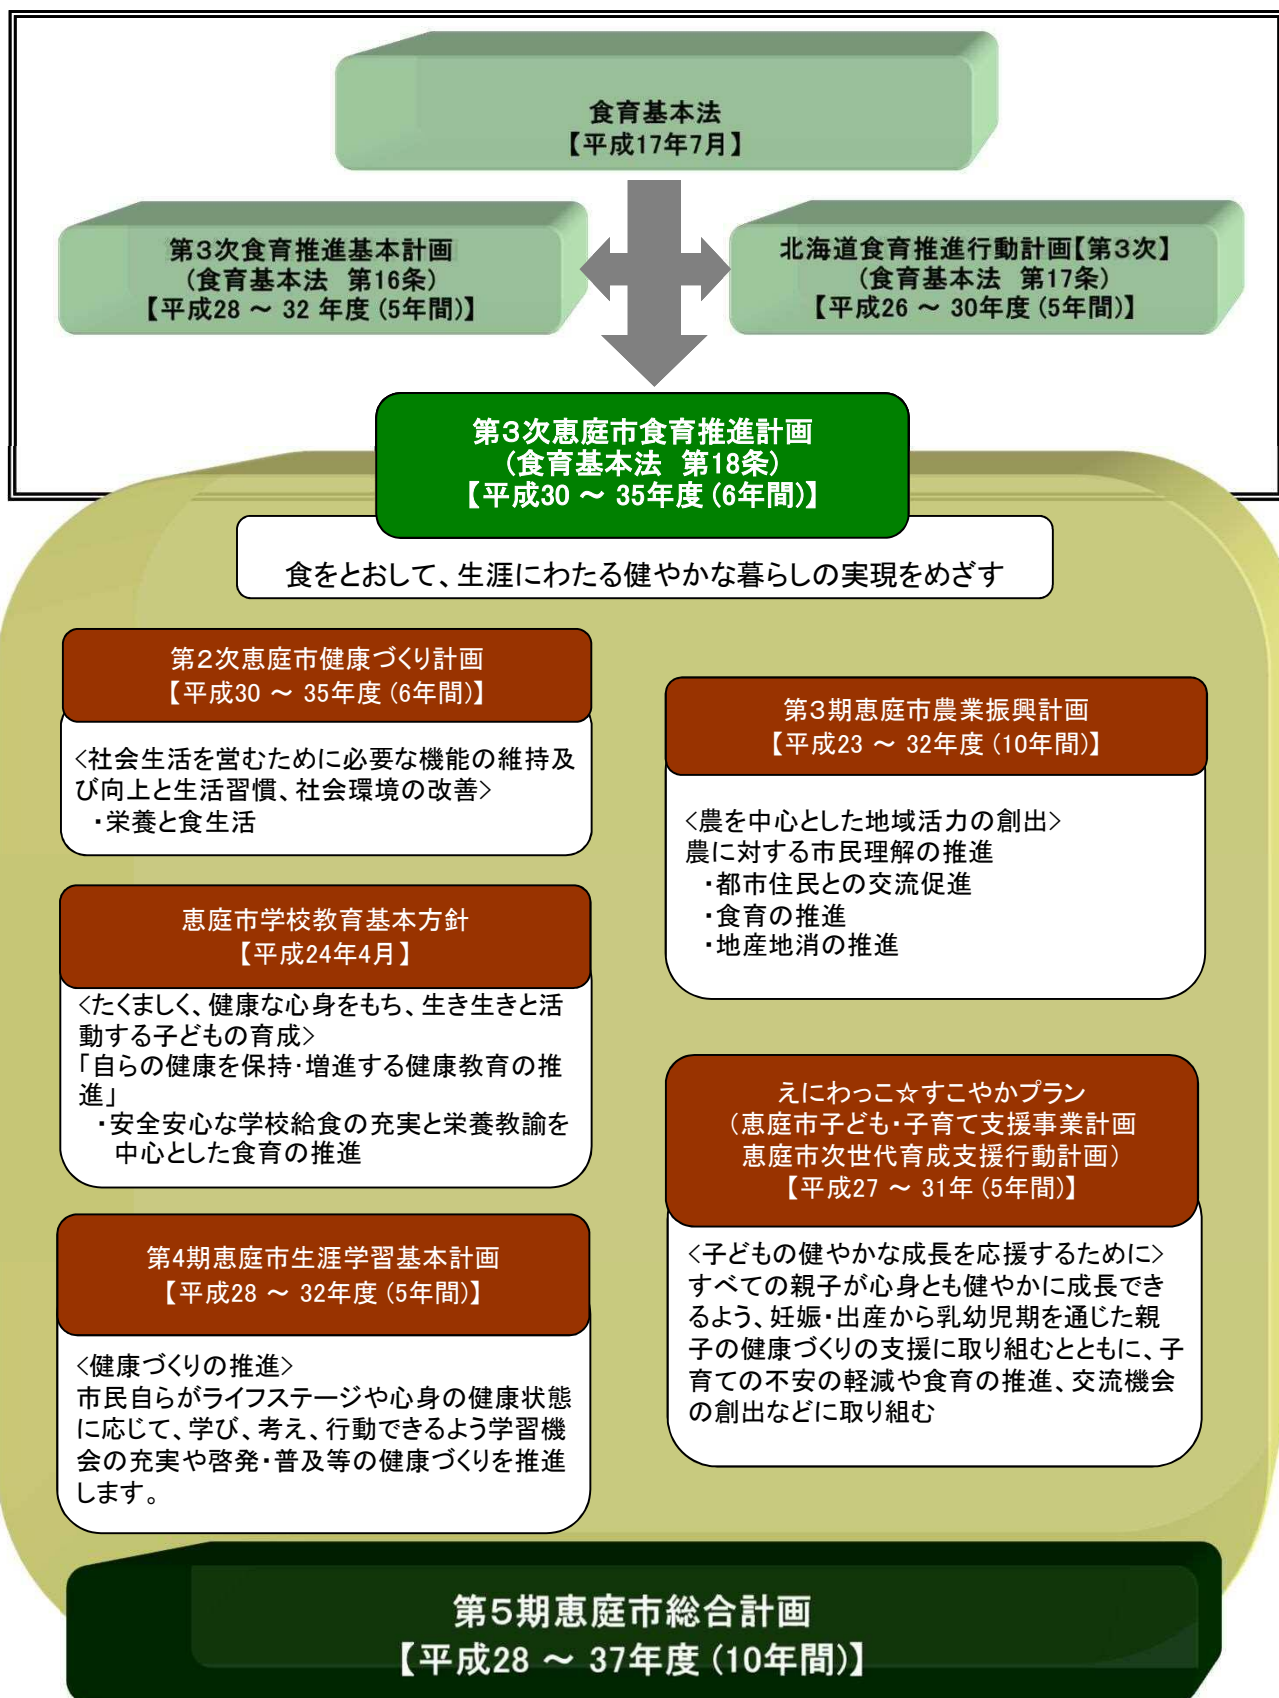 食育基本法
【平成17年7月】
第３次食育推進基本計画
(食育基本法　第16条)
【平成28 ～ 32 年度 (5年間)】
北海道食育推進行動計画【第３次】
(食育基本法　第17条)
【平成26 ～ 30年度 (5年間)】
第３次恵庭市食育推進計画
(食育基本法　第18条)
【平成30 ～ 35年度 (6年間)】
食をとおして、生涯にわたる健やかな暮らしの実現をめざす
第２次恵庭市健康づくり計画
【平成30 ～ 35年度 (6年間)】
<社会生活を営むために必要な機能の維持及
び向上と生活習慣、社会環境の改善>
・栄養と食生活
恵庭市学校教育基本方針
【平成24年4月】
<たくましく、健康な心身をもち、生き生きと活
動する子どもの育成>
「自らの健康を保持・増進する健康教育の推
進」
・安全安心な学校給食の充実と栄養教諭を
中心とした食育の推進
第4期恵庭市生涯学習基本計画
【平成28 ～ 32年度 (5年間)】
<健康づくりの推進>
市民自らがライフステージや心身の健康状態
に応じて、学び、考え、行動できるよう学習機
会の充実や啓発・普及等の健康づくりを推進
します。
第３期恵庭市農業振興計画
【平成23 ～ 32年度 (10年間)】
<農を中心とした地域活力の創出>
農に対する市民理解の推進
・都市住民との交流促進
・食育の推進
・地産地消の推進
えにわっこ☆すこやかプラン
(恵庭市子ども・子育て支援事業計画
恵庭市次世代育成支援行動計画)
【平成27 ～ 31年 (5年間)】
<子どもの健やかな成長を応援するために>
すべての親子が心身とも健やかに成長でき
るよう、妊娠・出産から乳幼児期を通じた親
子の健康づくりの支援に取り組むとともに、子
育ての不安の軽減や食育の推進、交流機会
の創出などに取り組む
第５期恵庭市総合計画
【平成28 ～ 37年度 (10年間)】